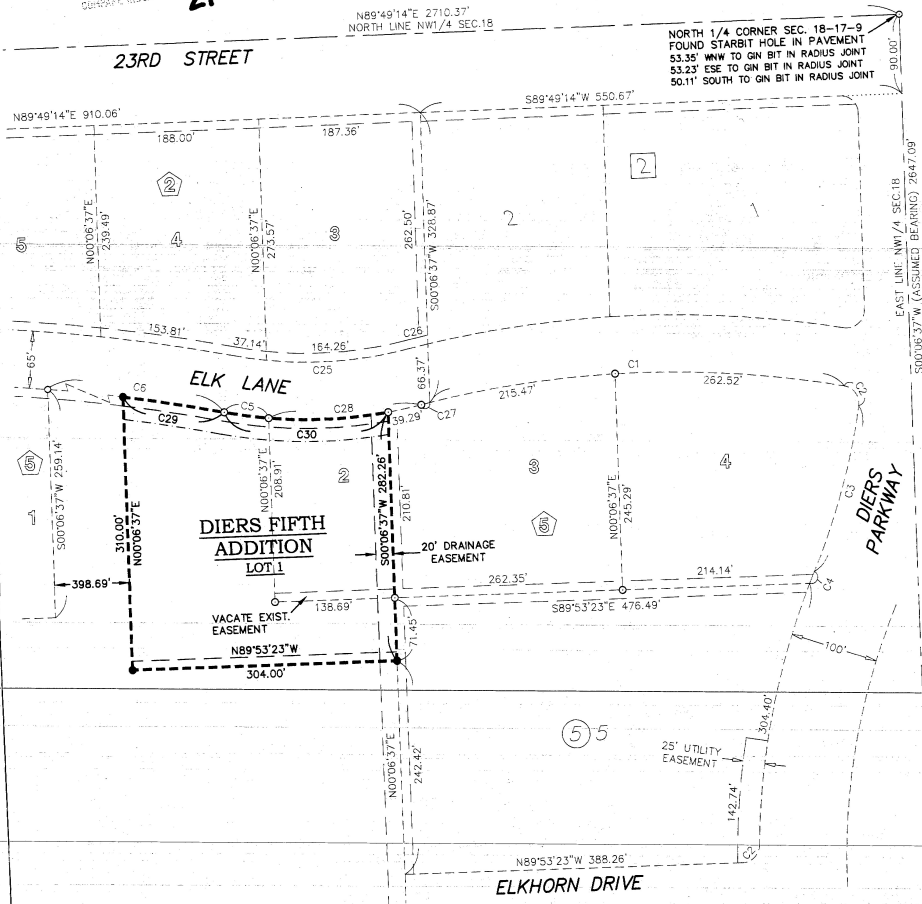 N89°49'14"E 2710.37'
NORTH LINE NW1/4 SEC.18
23RD STREET
NORTH 1/4 CORNER SEC. 18-17-9
FOUND STARBIT HOLE IN PAVEMENT
53.35' WNW TO GIN BIT IN RADIUS JOINT
53.23' ESE TO GIN BIT IN RADIUS JOINT
50.11' SOUTH TO GIN BIT IN RADIUS JOINT
90.00'
N89°49'14"E 910.06'
S89°49'14"W 550.67'
188.00'
187.36'
2
2
2
1
5
4
3
N00°06'37"E
239.49'
N00°06'37"E
273.57'
262.50'
S00°06'37"W 328.87'
EAST LINE NW1/4 SEC.18
S00°06'37"W (ASSUMED BEARING) 2647.09'
153.81'
37.14'
164.26'
C26
C25
65'
ELK LANE
66.37'
C1
C6
C5
C28
39.29'
C27
215.47'
262.52'
C2
C29
C30
5
1
S00°06'37"W 259.14'
N00°06'37"E
208.91'
2
S00°06'37"W 282.26'
210.81'
3
5
N00°06'37"E
245.29'
4
C3
DIERS
PARKWAY
310.00'
N00°06'37"E
DIERS FIFTH
ADDITION
LOT 1
20' DRAINAGE
EASEMENT
398.69'
262.35'
214.14'
C4
138.69'
S89°53'23"E 476.49'
VACATE EXIST.
EASEMENT
71.45'
N89°53'23"W
304.00'
100'
5 5
304.40'
25' UTILITY
EASEMENT
N00°06'37"E
242.42'
142.74'
C2
N89°53'23"W 388.26'
ELKHORN DRIVE